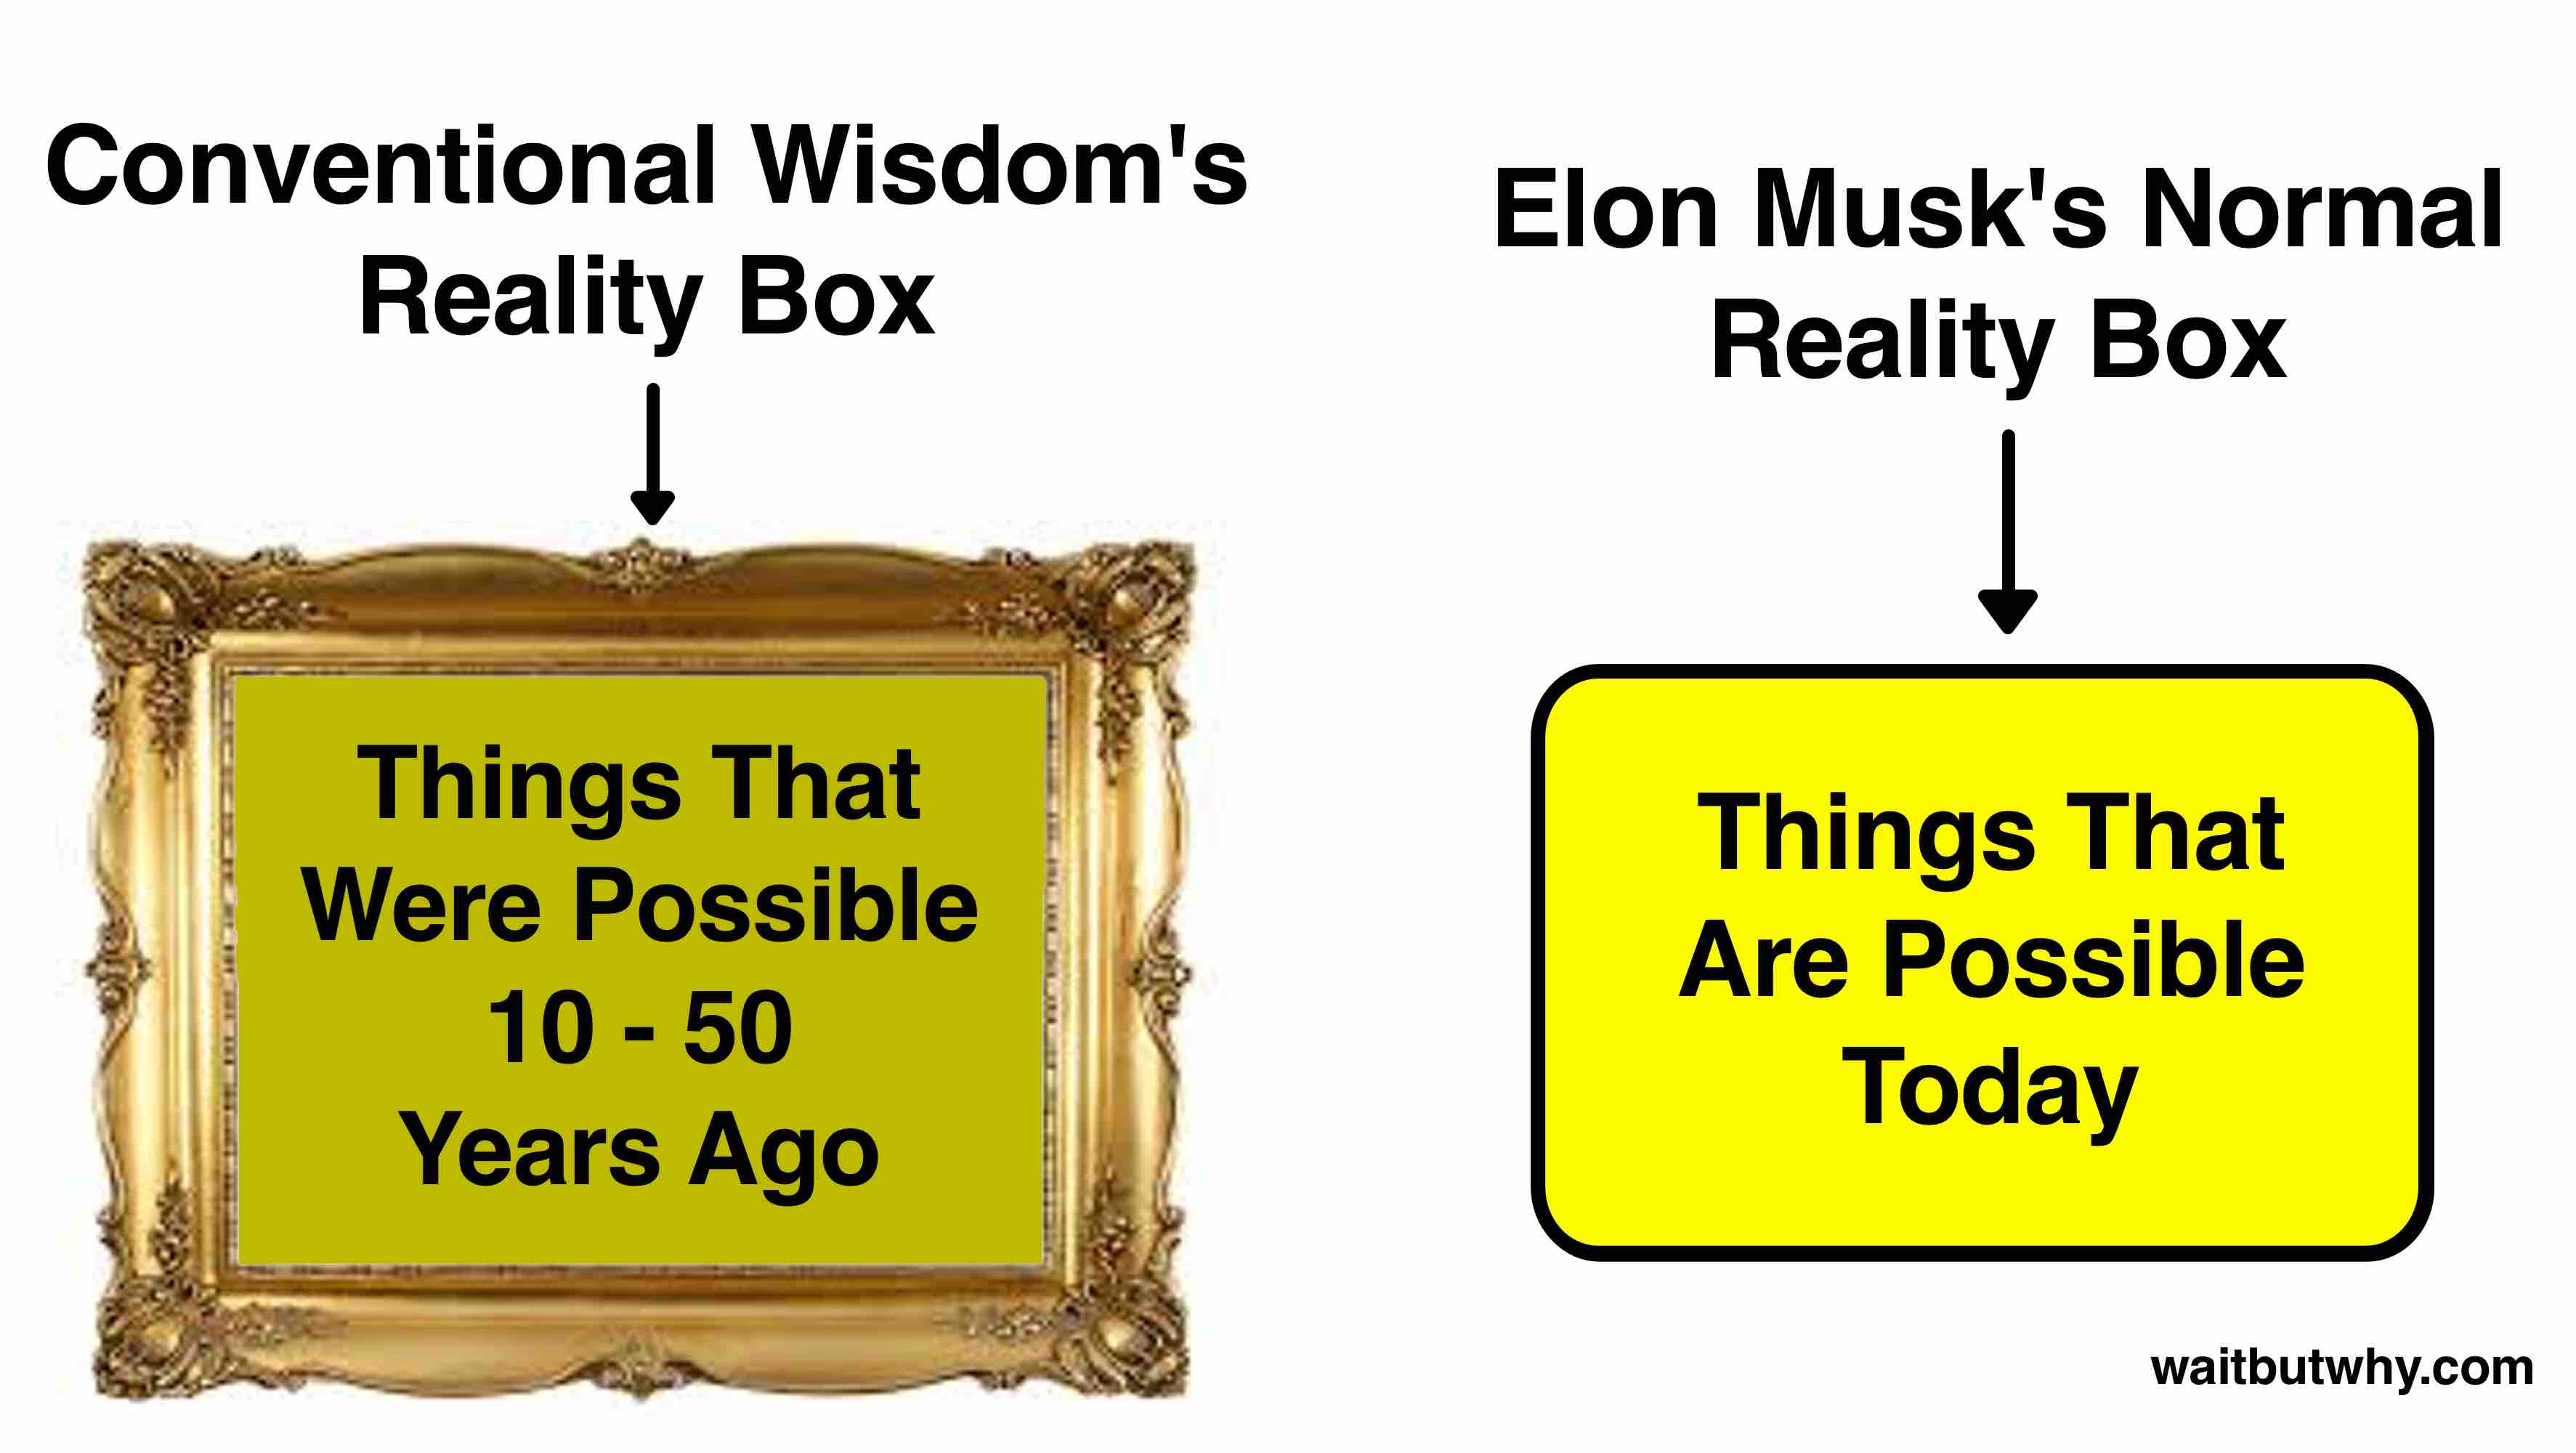 Conventional Wisdom's
Reality Box
Things That
Were Possible
10 - 50
Years Ago
Elon Musk's Normal
Reality Box
Things That
Are Possible
Today
waitbutwhy.com